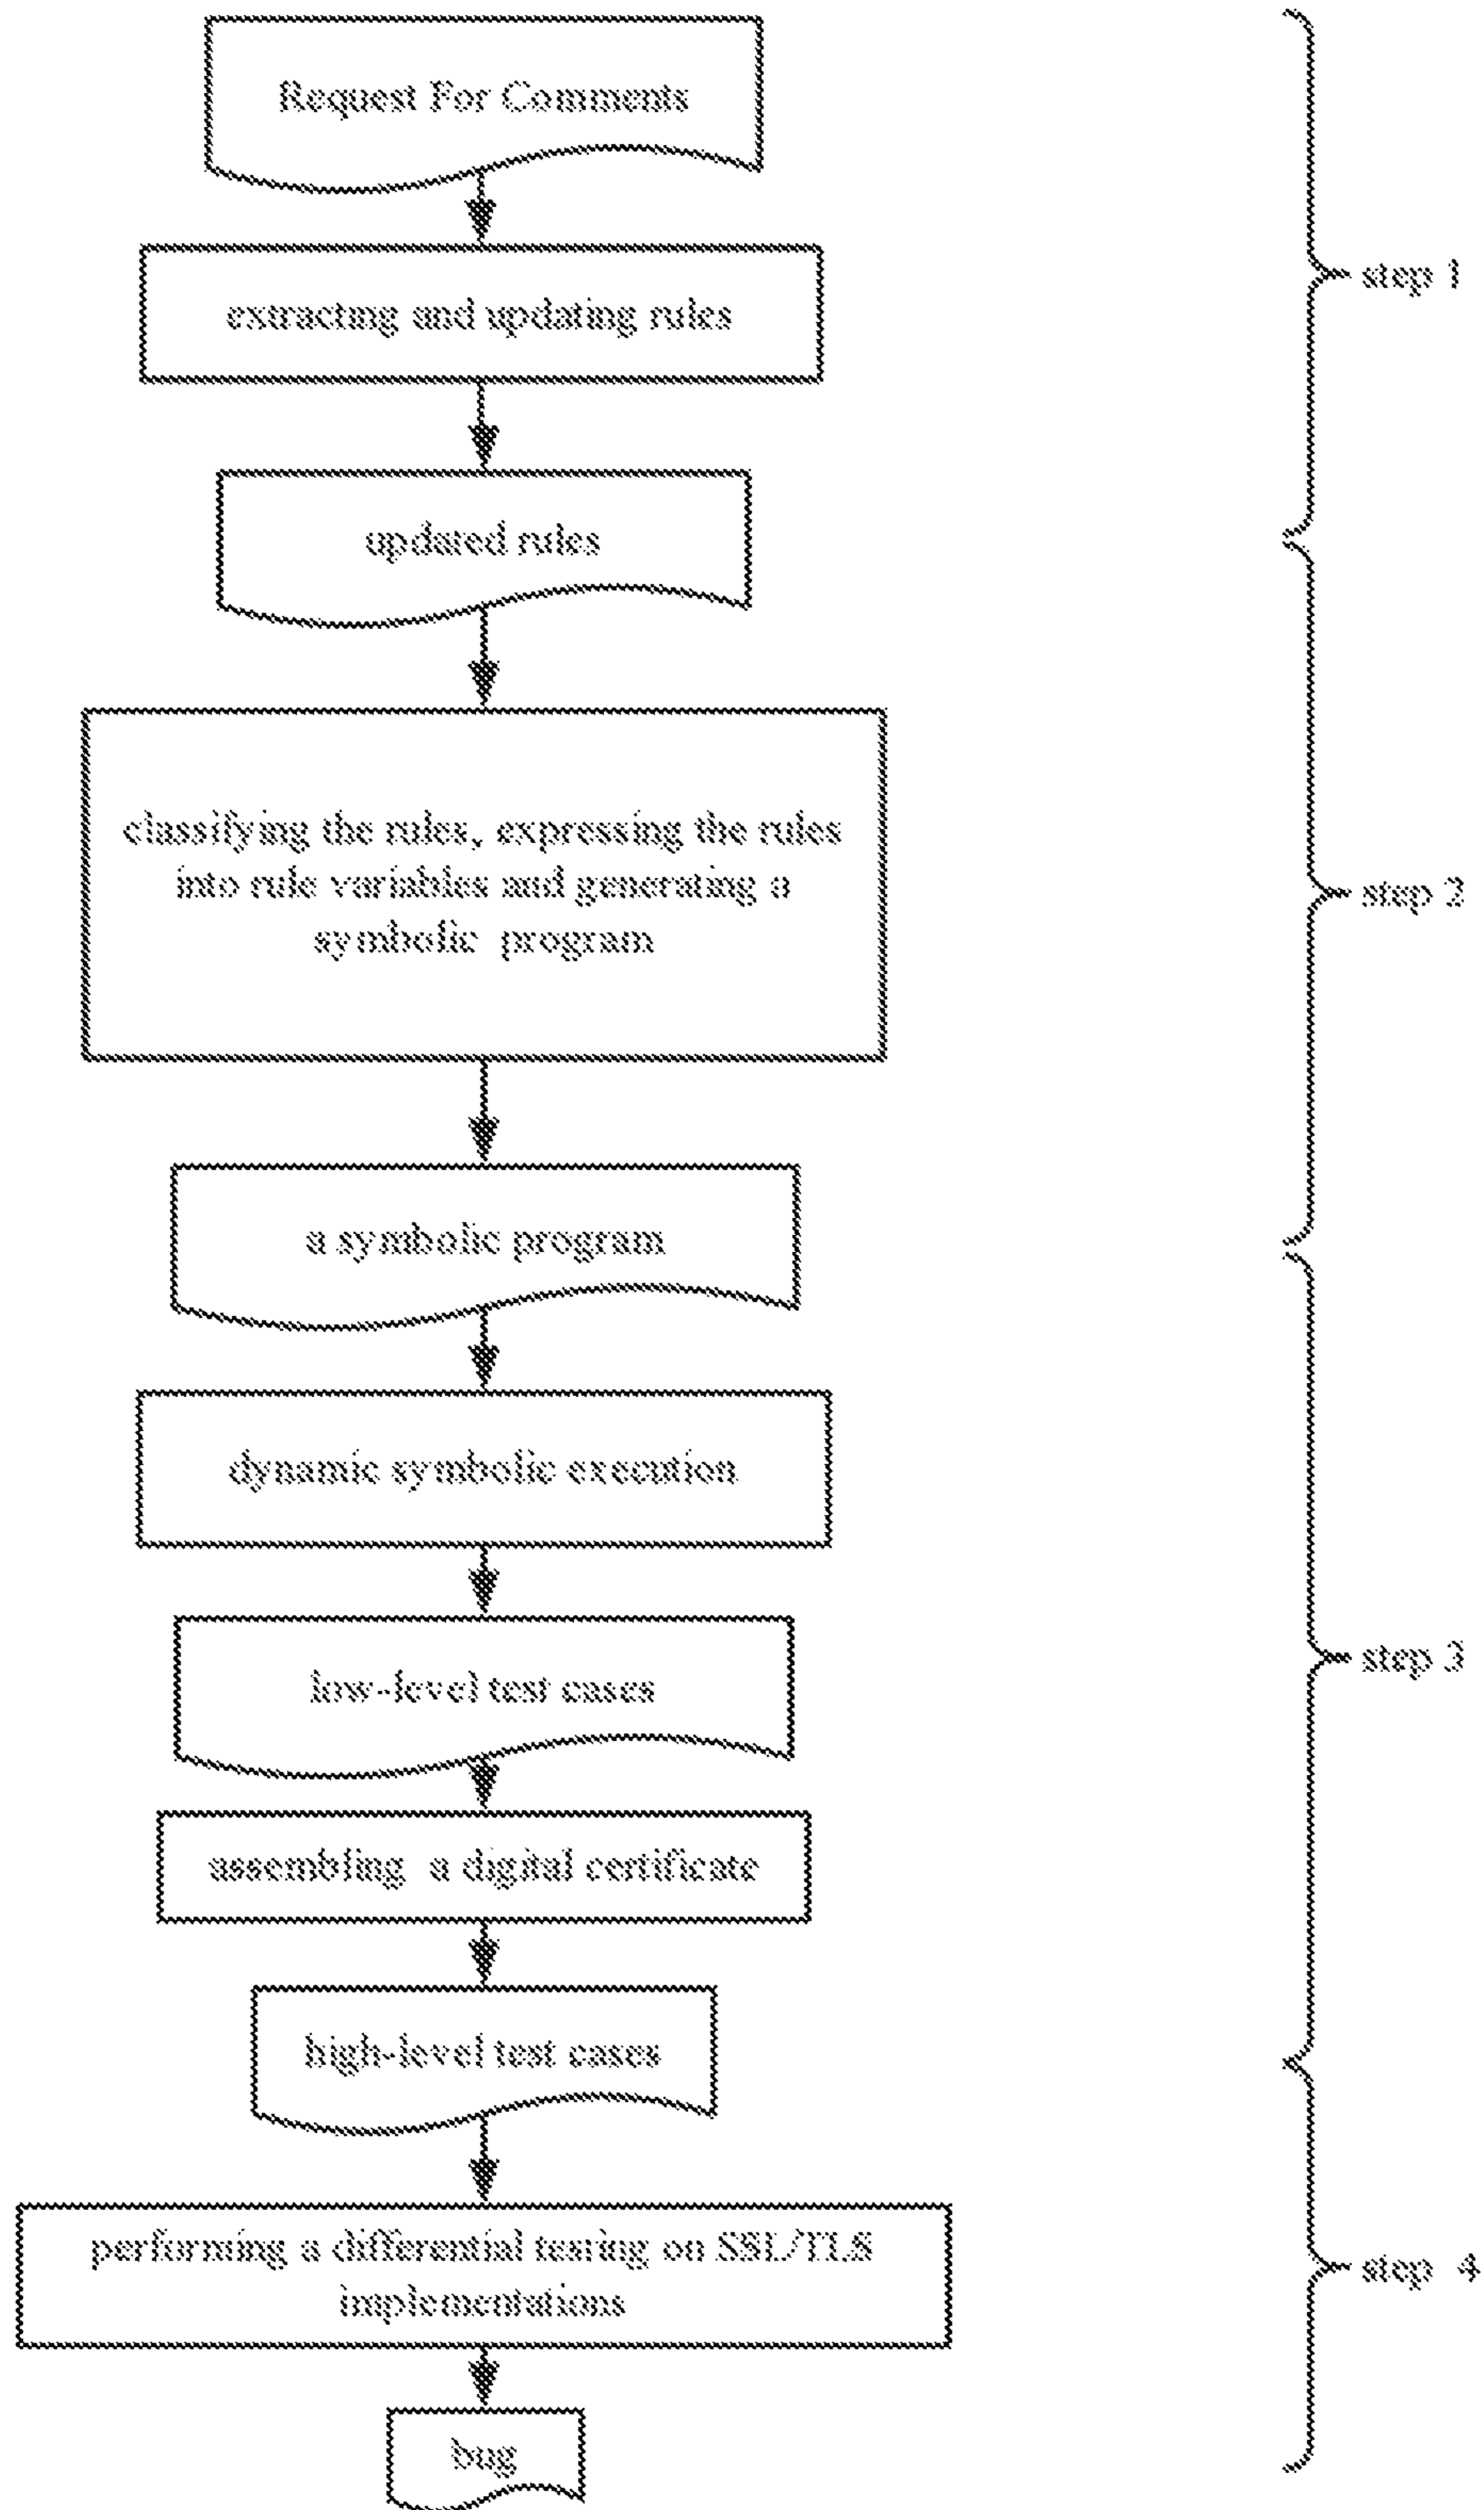 Request For Comments
extracting and updating rules
step 1
updated rules
classifying the rules, expressing the rules
into rule variables and generating a
symbolic program
step 2
a symbolic program
dynamic symbolic execution
low-level test cases
step 3
assembling a digital certificate
high-level test cases
performing a differential testing on SSL/TLS
implementations
step 4
bug